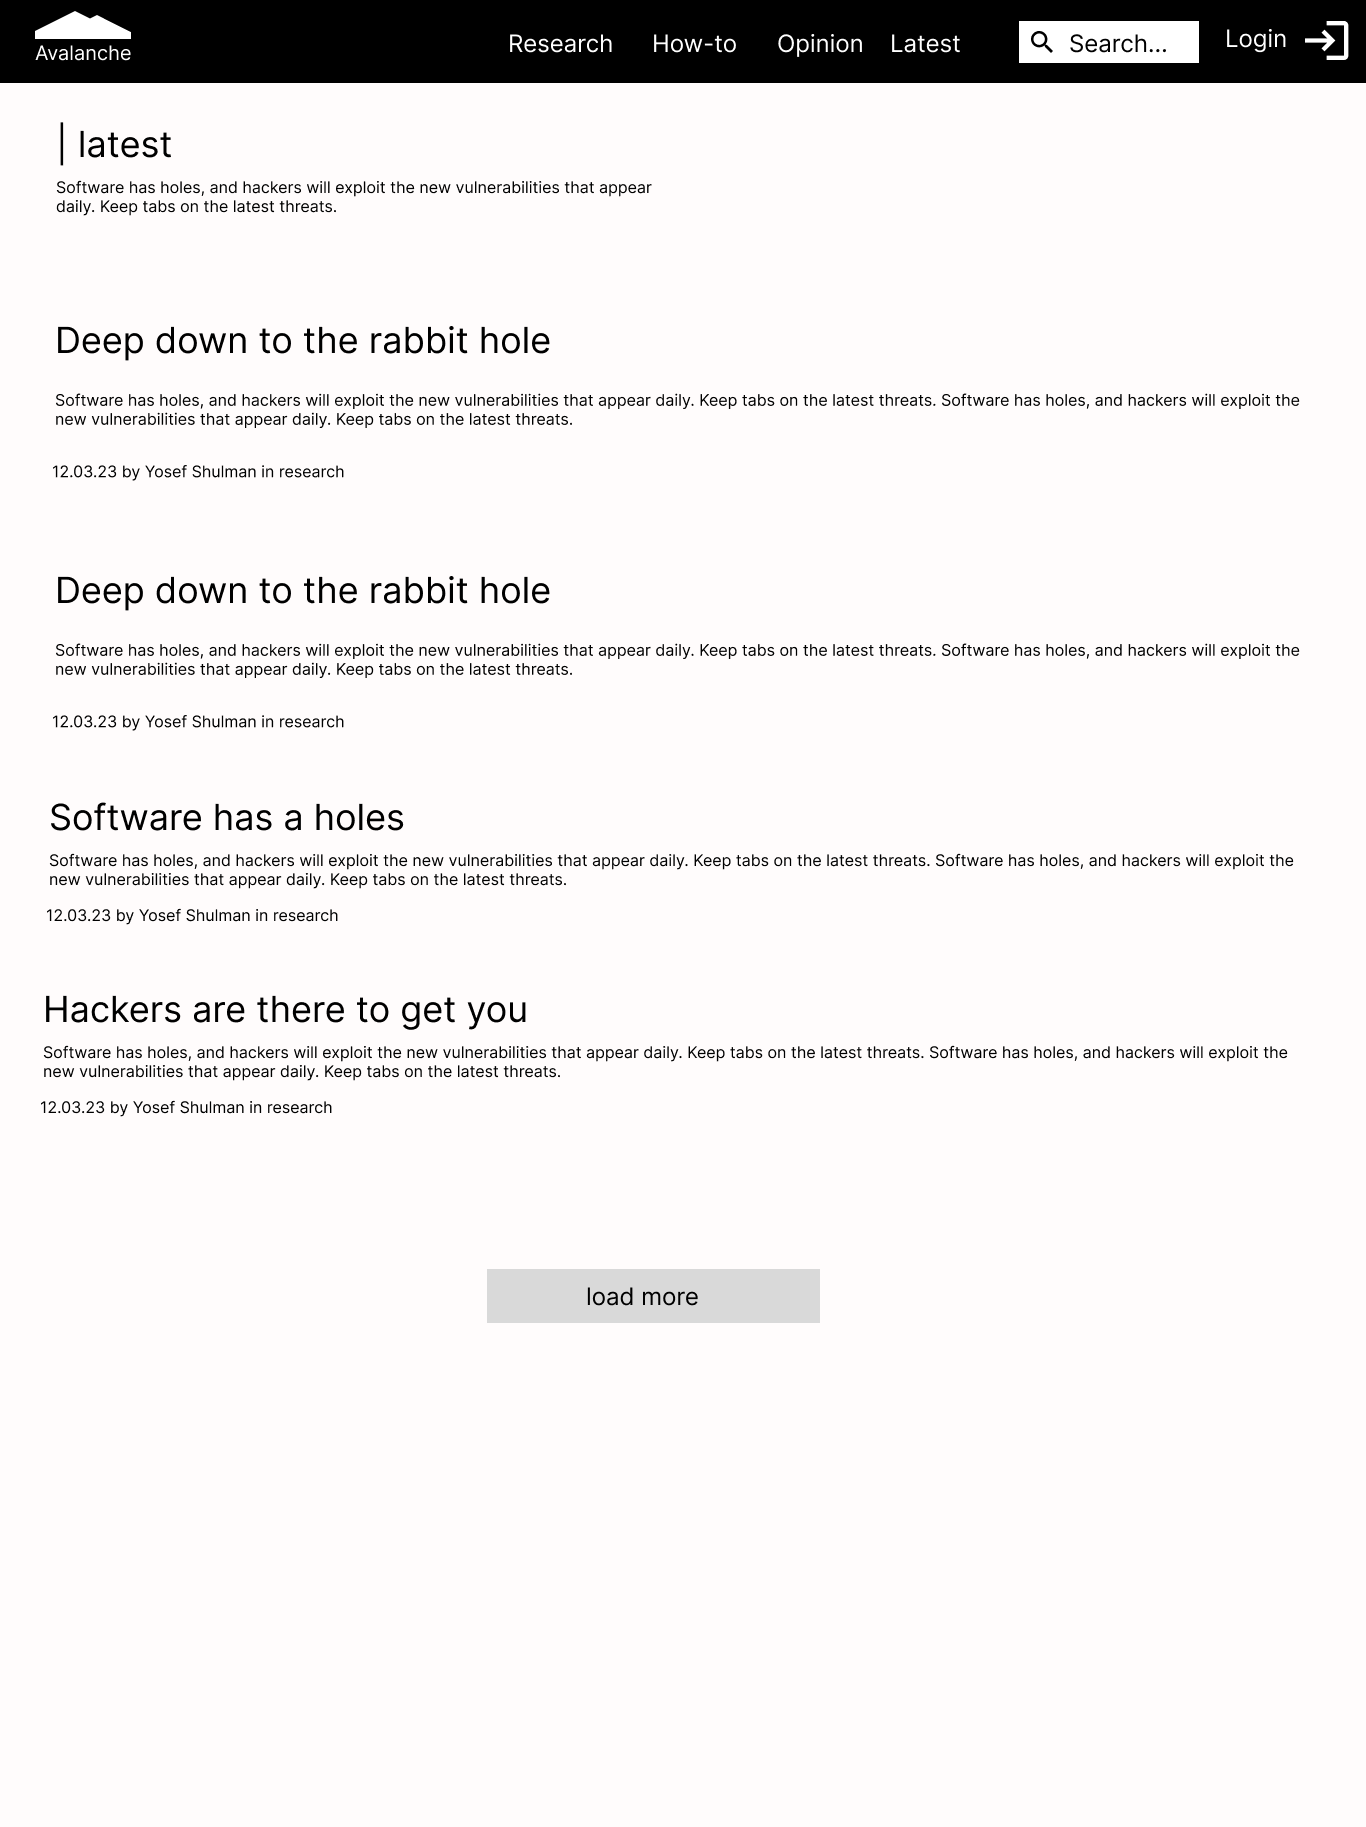 Avalanche
Research How-to Opinion Latest Search... Login
| latest
Software has holes, and hackers will exploit the new vulnerabilities that appear
daily. Keep tabs on the latest threats.
Deep down to the rabbit hole
Software has holes, and hackers will exploit the new vulnerabilities that appear daily. Keep tabs on the latest threats. Software has holes, and hackers will exploit the
new vulnerabilities that appear daily. Keep tabs on the latest threats.
12.03.23 by Yosef Shulman in research
Deep down to the rabbit hole
Software has holes, and hackers will exploit the new vulnerabilities that appear daily. Keep tabs on the latest threats. Software has holes, and hackers will exploit the
new vulnerabilities that appear daily. Keep tabs on the latest threats.
12.03.23 by Yosef Shulman in research
Software has a holes
Software has holes, and hackers will exploit the new vulnerabilities that appear daily. Keep tabs on the latest threats. Software has holes, and hackers will exploit the
new vulnerabilities that appear daily. Keep tabs on the latest threats.
12.03.23 by Yosef Shulman in research
Hackers are there to get you
Software has holes, and hackers will exploit the new vulnerabilities that appear daily. Keep tabs on the latest threats. Software has holes, and hackers will exploit the
new vulnerabilities that appear daily. Keep tabs on the latest threats.
12.03.23 by Yosef Shulman in research
load more